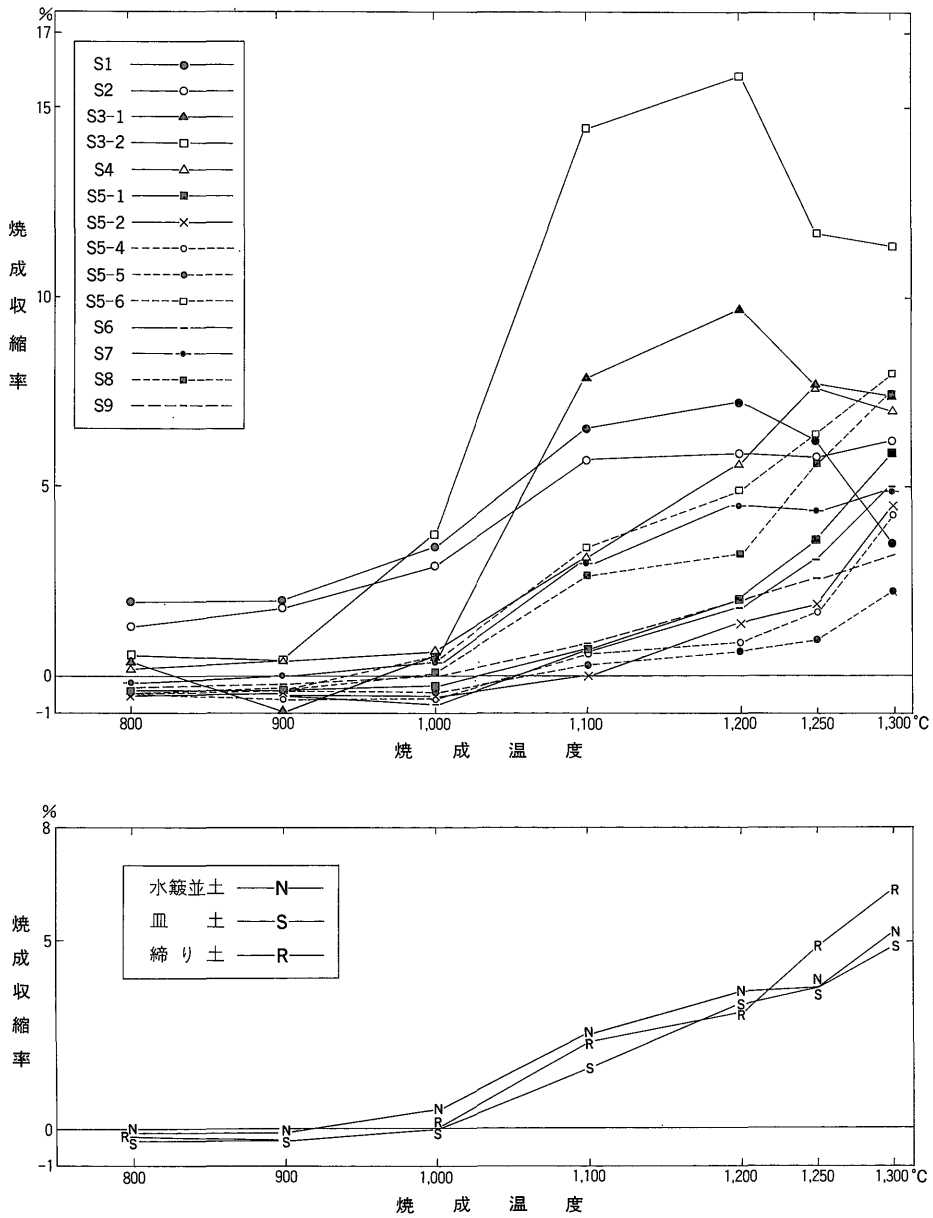 %
17
15
10
5
0
-1
焼成収縮率
S1
S2
S3-1
S3-2
S4
S5-1
S5-2
S5-4
S5-5
S5-6
S6
S7
S8
S9
800 900 1,000 1,100 1,200 1,250 1,300℃
焼成温度
%
8
5
0
-1
焼成収縮率
水簸並土 N
皿土 S
締り土 R
N N N N N N N
S S S S S S S
R R R R R R
800 900 1,000 1,100 1,200 1,250 1,300℃
焼成温度